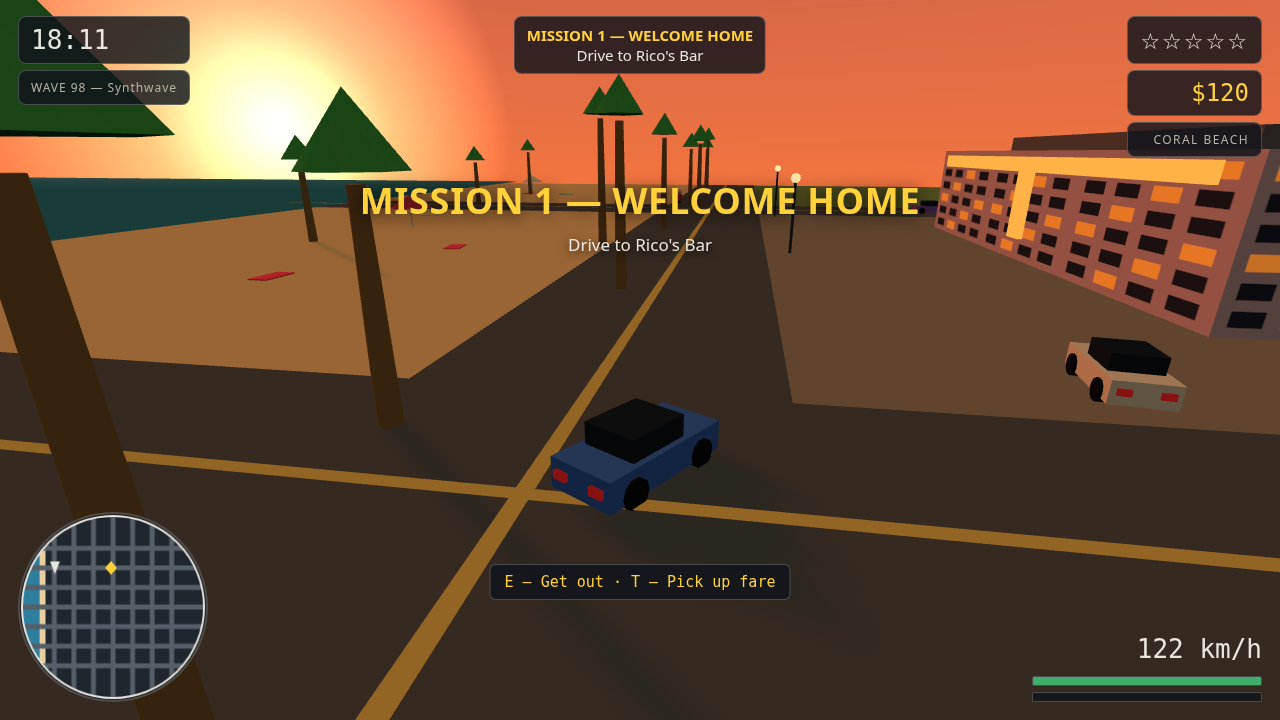 18:11
WAVE 98 — Synthwave
MISSION 1 — WELCOME HOME
Drive to Rico's Bar
☆☆☆☆☆
$120
CORAL BEACH
MISSION 1 — WELCOME HOME
Drive to Rico's Bar
E — Get out · T — Pick up fare
122 km/h